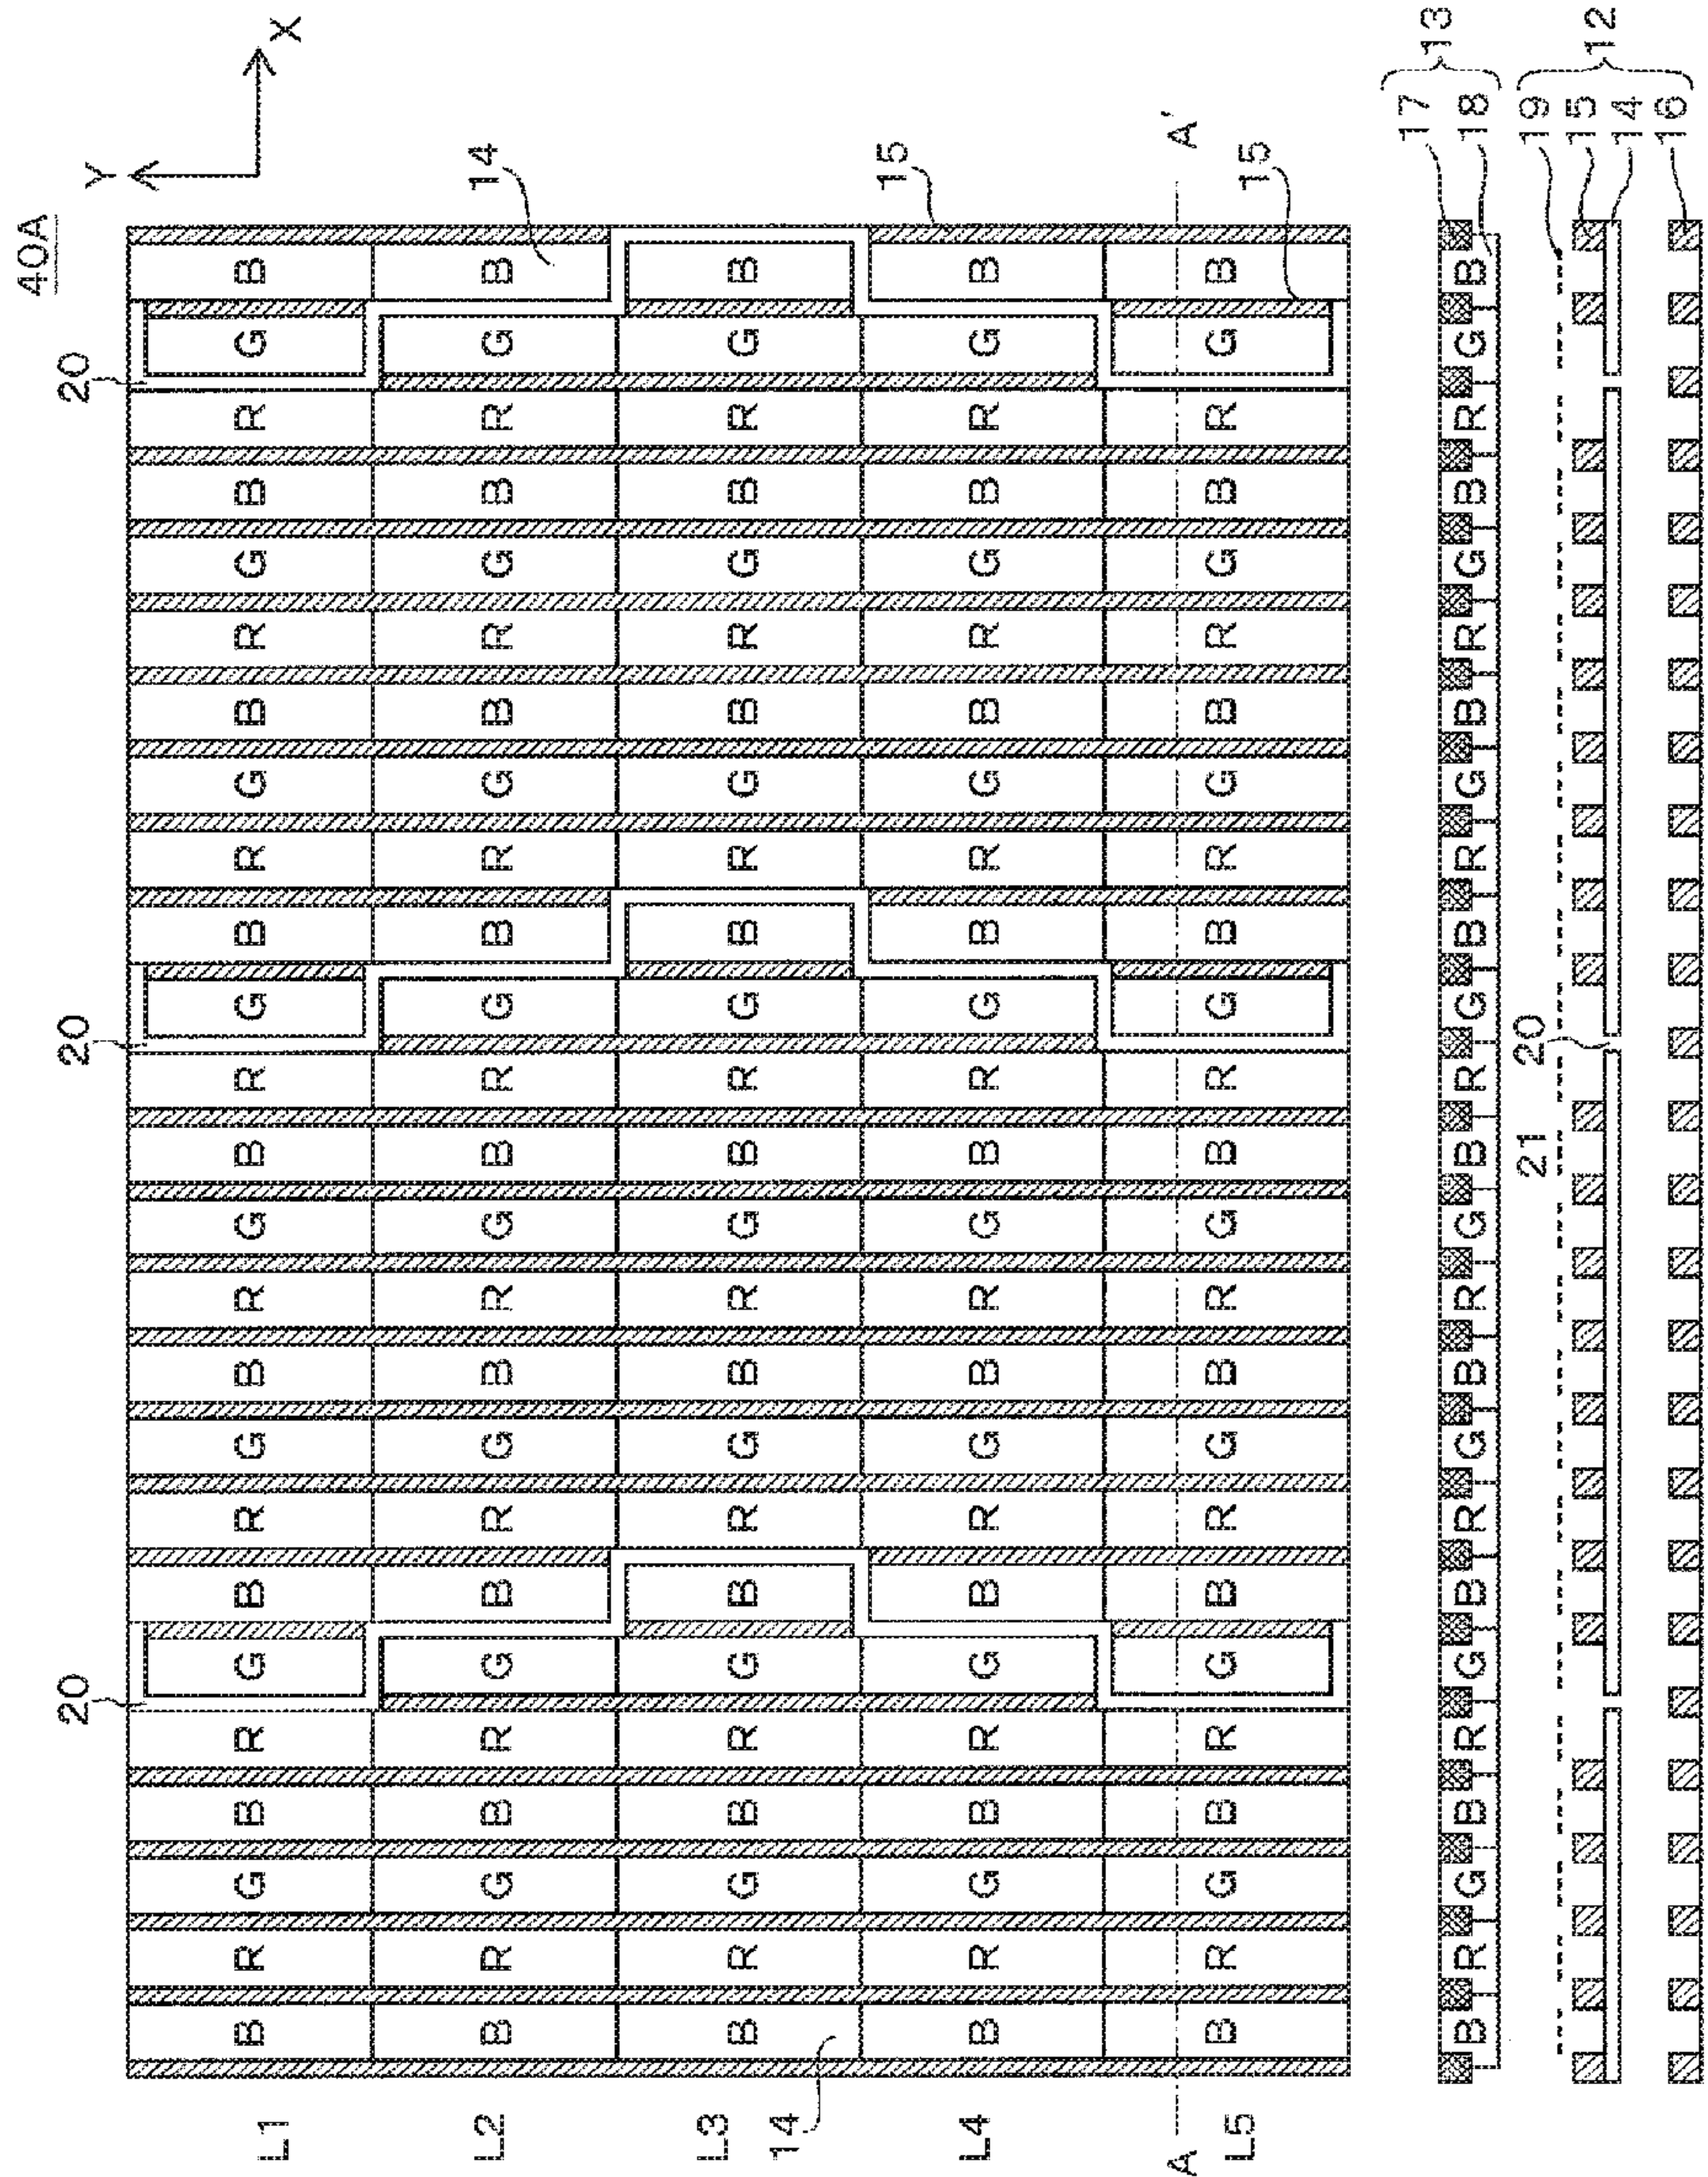 40A
20 20 20
Y
X
L1 B R G B R G B R G B R G B R G B R G B R G B R G B
L2 B R G B R G B R G B R G B R G B R G B R G B R G B 14
L3 B R G B R G B R G B R G B R G B R G B R G B R G B
14
L4 B R G B R G B R G B R G B R G B R G B R G B R G B 15
A A'
L5 B R G B R G B R G B R G B R G B R G B R G B R G B 15
17
13
B R G B R G B R G B R G B R G B R G B R G B R G B 18
21 20 19
15
12
14
16